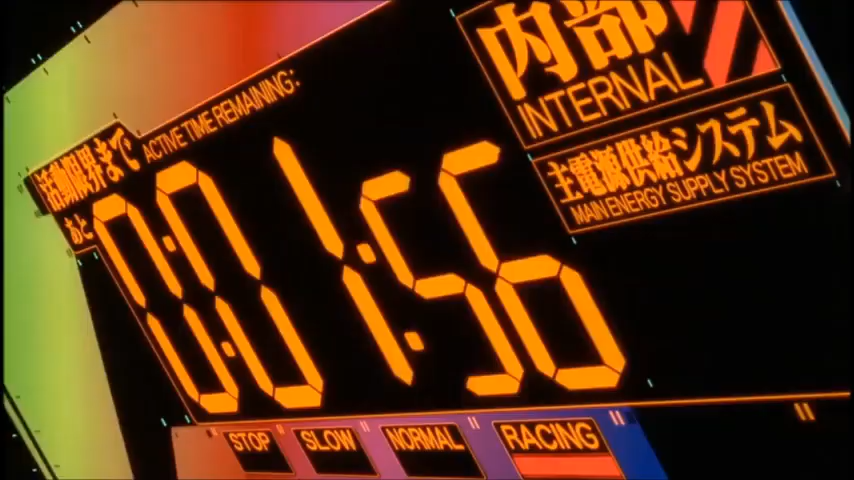 活動限界まで
ACTIVE TIME REMAINING:
あと
0:01:56
内部
INTERNAL
主電源供給システム
MAIN ENERGY SUPPLY SYSTEM
STOP SLOW NORMAL RACING